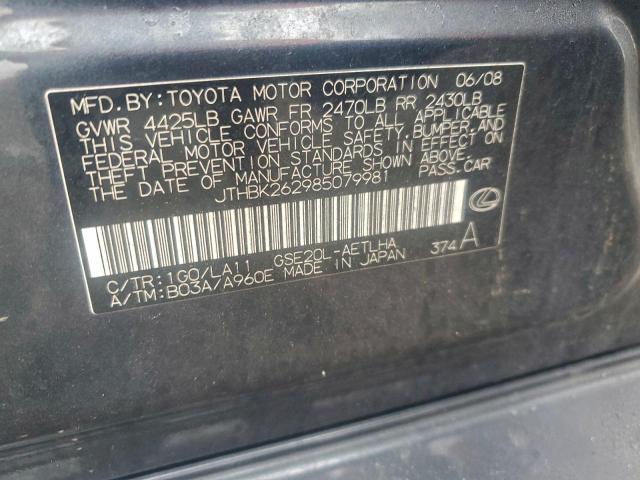 MFD.BY:TOYOTA MOTOR CORPORATION 06/08
GVWR 4425LB GAWR FR 2470LB RR 2430LB
THIS VEHICLE CONFORMS TO ALL APPLICABLE
FEDERAL MOTOR VEHICLE SAFETY, BUMPER, AND
THEFT PREVENTION STANDARDS IN EFFECT ON
THE DATE OF MANUFACTURE SHOWN ABOVE.
JTHBK262985079981 PASS.CAR
C/TR:1G0/LA11 GSE20L-AETLHA 374 A
A/TM:B03A/A960E MADE IN JAPAN